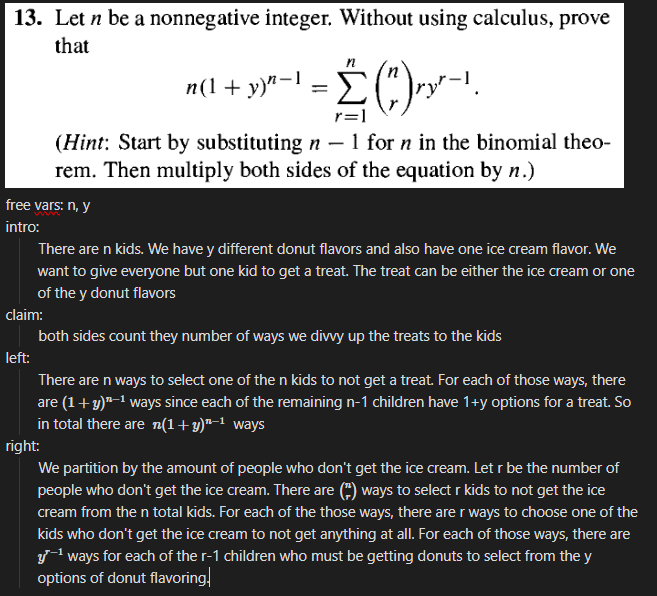 13. Let n be a nonnegative integer. Without using calculus, prove
that
n(1 + y)^{n−1} = \sum_{r=1}^{n} \binom{n}{r} ry^{r−1}.
(Hint: Start by substituting n − 1 for n in the binomial theo-
rem. Then multiply both sides of the equation by n.)
free vars: n, y
intro:
There are n kids. We have y different donut flavors and also have one ice cream flavor. We
want to give everyone but one kid to get a treat. The treat can be either the ice cream or one
of the y donut flavors
claim:
both sides count they number of ways we divvy up the treats to the kids
left:
There are n ways to select one of the n kids to not get a treat. For each of those ways, there
are (1 + y)^{n−1} ways since each of the remaining n-1 children have 1+y options for a treat. So
in total there are n(1 + y)^{n−1} ways
right:
We partition by the amount of people who don't get the ice cream. Let r be the number of
people who don't get the ice cream. There are \binom{n}{r} ways to select r kids to not get the ice
cream from the n total kids. For each of the those ways, there are r ways to choose one of the
kids who don't get the ice cream to not get anything at all. For each of those ways, there are
y^{r−1} ways for each of the r-1 children who must be getting donuts to select from the y
options of donut flavoring.